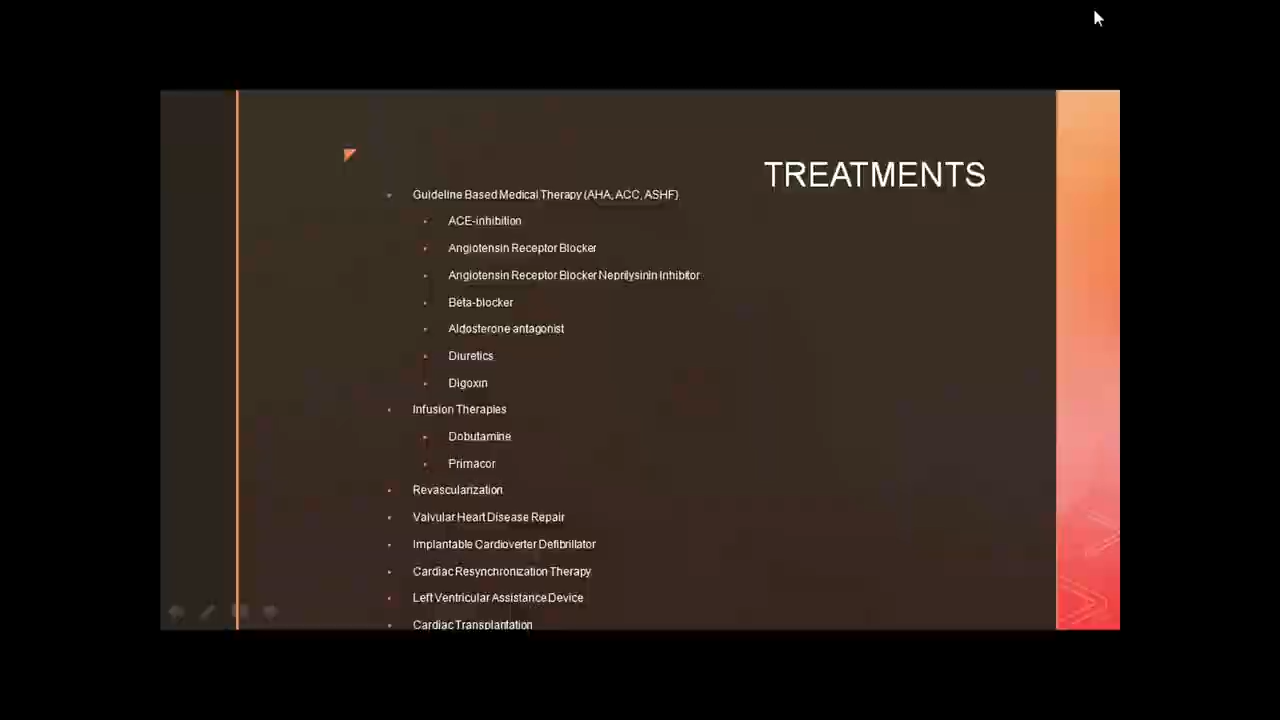 TREATMENTS
Guideline Based Medical Therapy (AHA, ACC, ASHF)
ACE-inhibition
Angiotensin Receptor Blocker
Angiotensin Receptor Blocker Neprilysinin Inhibitor
Beta-blocker
Aldosterone antagonist
Diuretics
Digoxin
Infusion Therapies
Dobutamine
Primacor
Revascularization
Valvular Heart Disease Repair
Implantable Cardioverter Defibrillator
Cardiac Resynchronization Therapy
Left Ventricular Assistance Device
Cardiac Transplantation